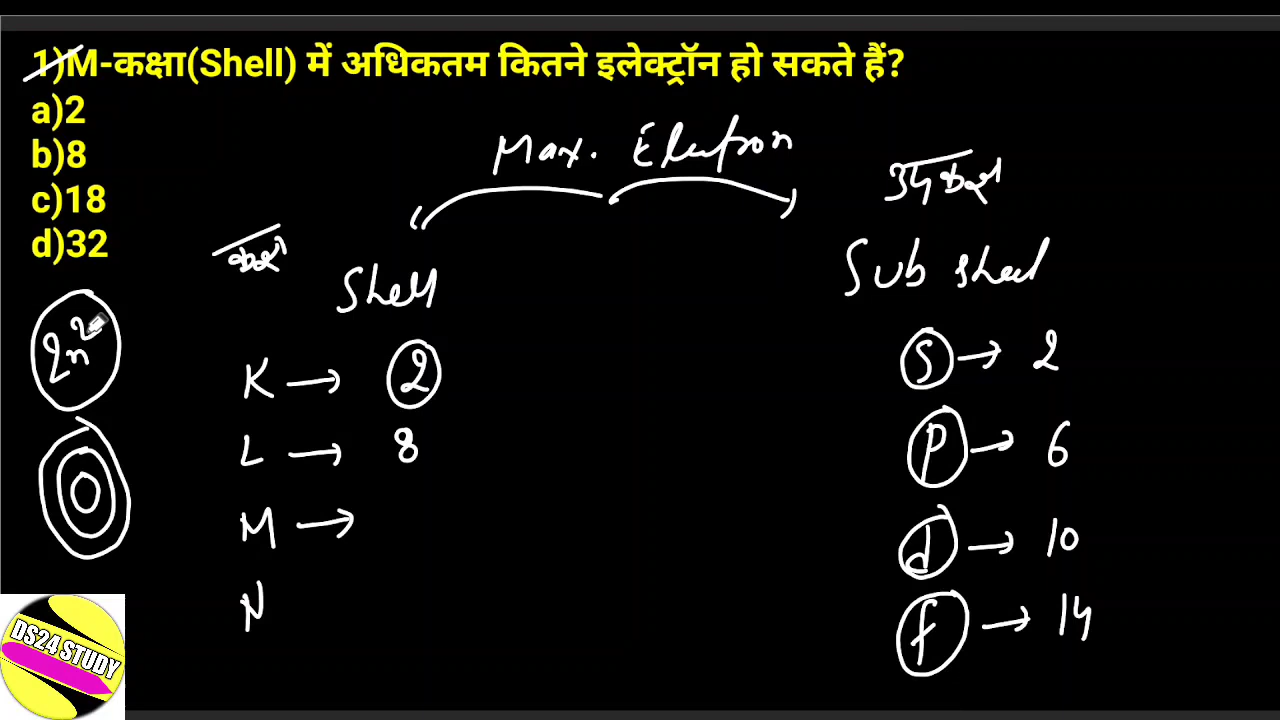 1)M-कक्षा(Shell) में अधिकतम कितने इलेक्ट्रॉन हो सकते हैं?
a)2
b)8
c)18
d)32
Max. Electron
कक्षा
Shell
उपकक्षा
Sub shell
2n²
K → 2
L → 8
M →
N
S → 2
P → 6
d → 10
f → 14
DS24 STUDY